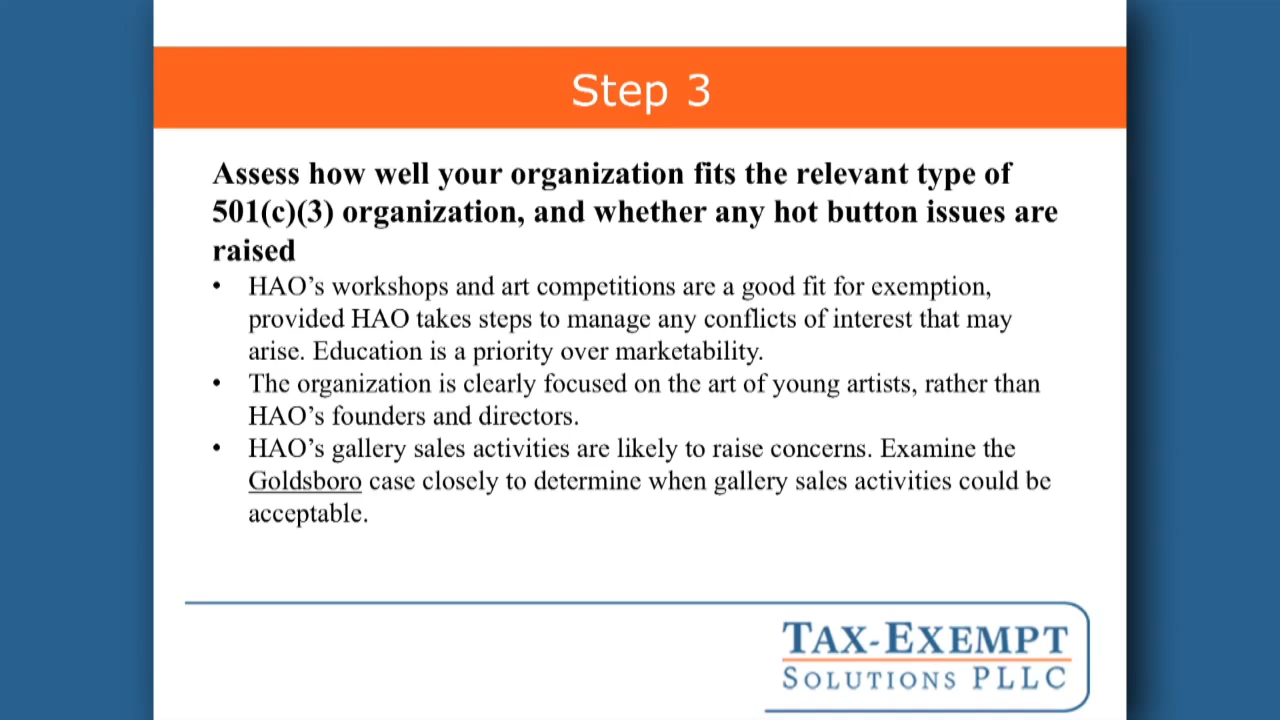 Step 3
Assess how well your organization fits the relevant type of
501(c)(3) organization, and whether any hot button issues are
raised
• HAO’s workshops and art competitions are a good fit for exemption,
provided HAO takes steps to manage any conflicts of interest that may
arise. Education is a priority over marketability.
• The organization is clearly focused on the art of young artists, rather than
HAO’s founders and directors.
• HAO’s gallery sales activities are likely to raise concerns. Examine the
Goldsboro case closely to determine when gallery sales activities could be
acceptable.
TAX-EXEMPT
SOLUTIONS PLLC